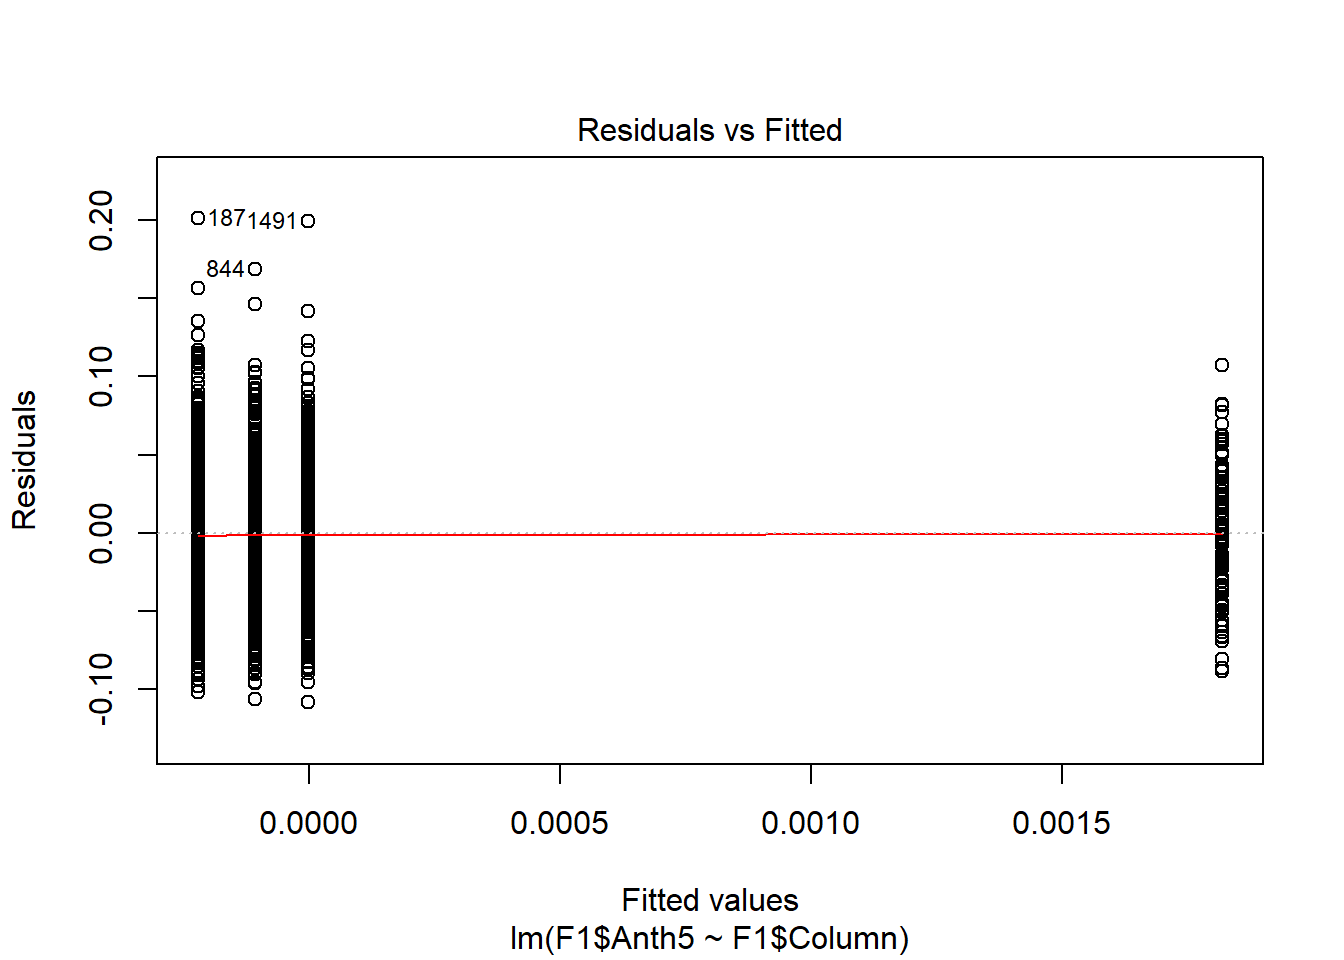 Residuals vs Fitted
Residuals
0.20
0.10
0.00
-0.10
187
1491
844
0.0000 0.0005 0.0010 0.0015
Fitted values
lm(F1$Anth5 ~ F1$Column)